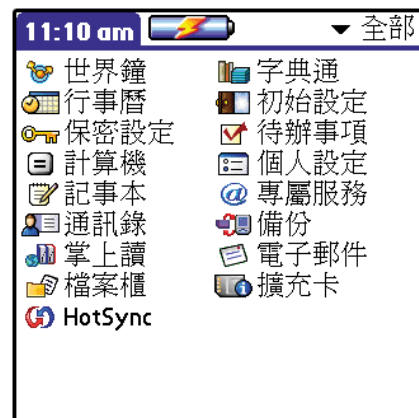 11:10 am 全部
世界鐘 字典通
行事曆 初始設定
保密設定 待辦事項
計算機 個人設定
記事本 專屬服務
通訊錄 備份
掌上讀 電子郵件
檔案櫃 擴充卡
HotSync